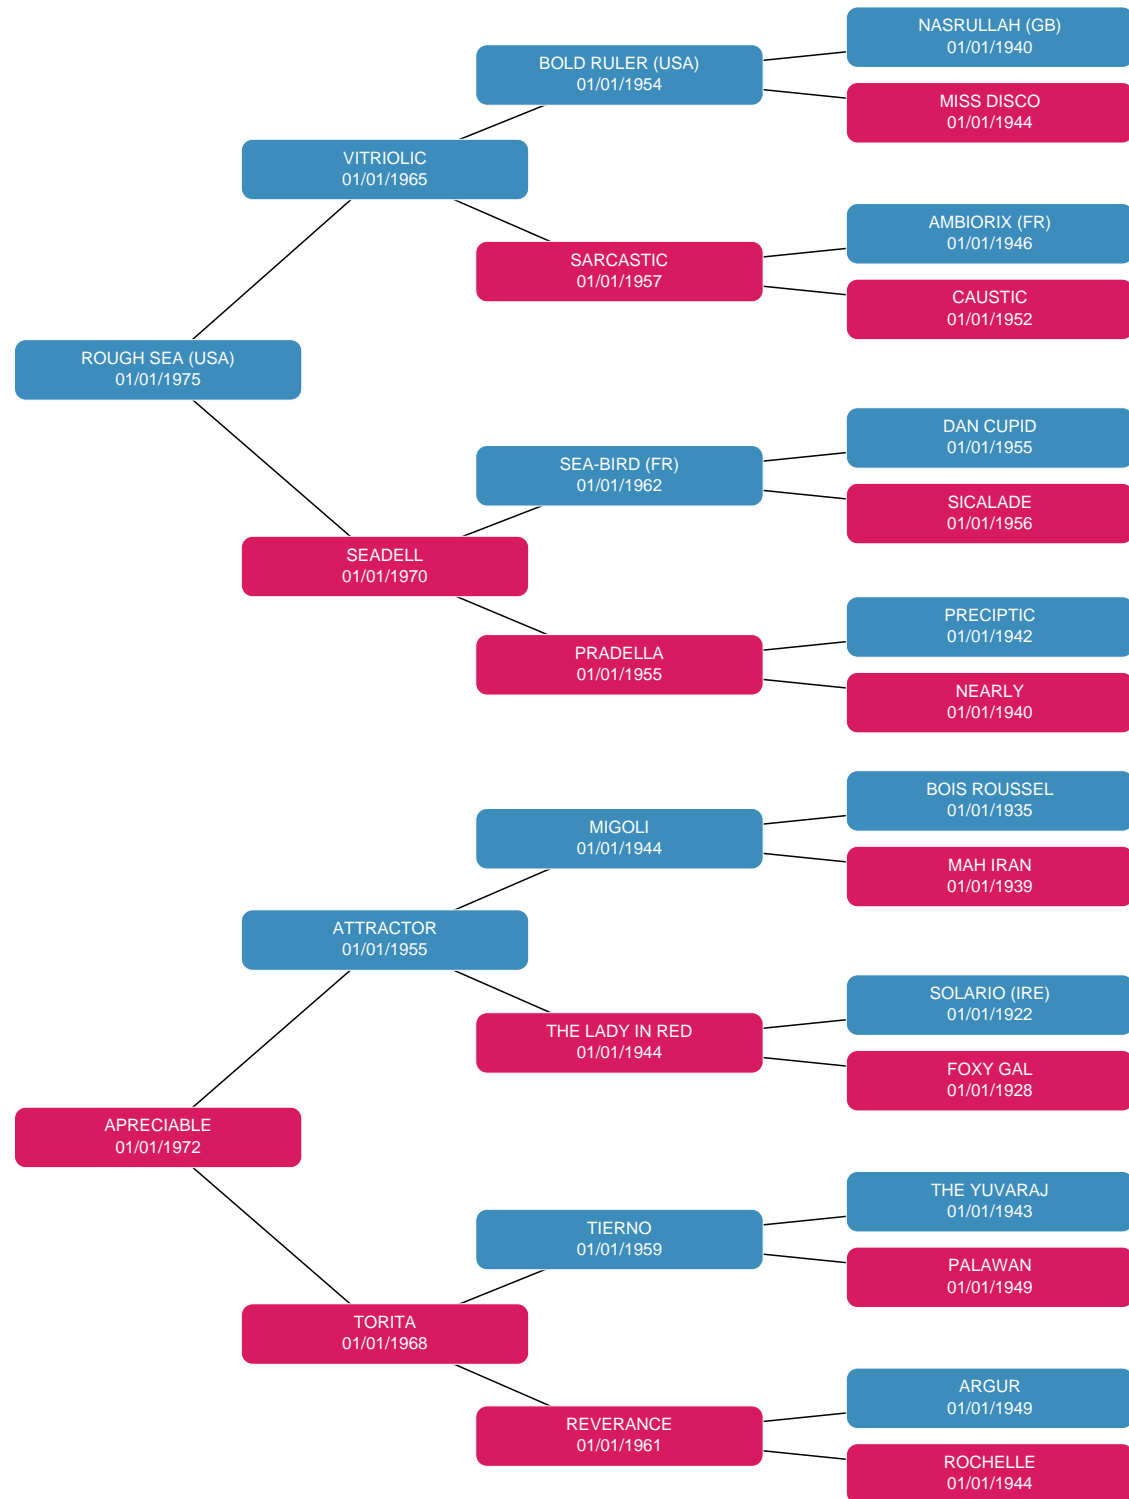 NASRULLAH (GB)
01/01/1940
BOLD RULER (USA)
01/01/1954
MISS DISCO
01/01/1944
VITRIOLIC
01/01/1965
AMBIORIX (FR)
01/01/1946
SARCASTIC
01/01/1957
CAUSTIC
01/01/1952
ROUGH SEA (USA)
01/01/1975
DAN CUPID
01/01/1955
SEA-BIRD (FR)
01/01/1962
SICALADE
01/01/1956
SEADELL
01/01/1970
PRECIPTIC
01/01/1942
PRADELLA
01/01/1955
NEARLY
01/01/1940
BOIS ROUSSEL
01/01/1935
MIGOLI
01/01/1944
MAH IRAN
01/01/1939
ATTRACTOR
01/01/1955
SOLARIO (IRE)
01/01/1922
THE LADY IN RED
01/01/1944
FOXY GAL
01/01/1928
APRECIABLE
01/01/1972
THE YUVARAJ
01/01/1943
TIERNO
01/01/1959
PALAWAN
01/01/1949
TORITA
01/01/1968
ARGUR
01/01/1949
REVERANCE
01/01/1961
ROCHELLE
01/01/1944